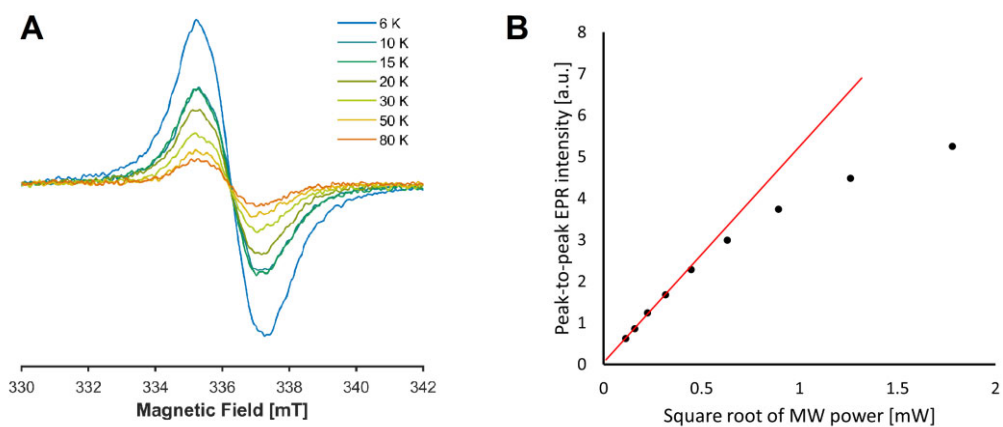 A
6 K
10 K
15 K
20 K
30 K
50 K
80 K
330
332
334
336
338
340
342
Magnetic Field [mT]
B
Peak-to-peak EPR intensity [a.u.]
8
7
6
5
4
3
2
1
0
0
0.5
1
1.5
2
Square root of MW power [mW]